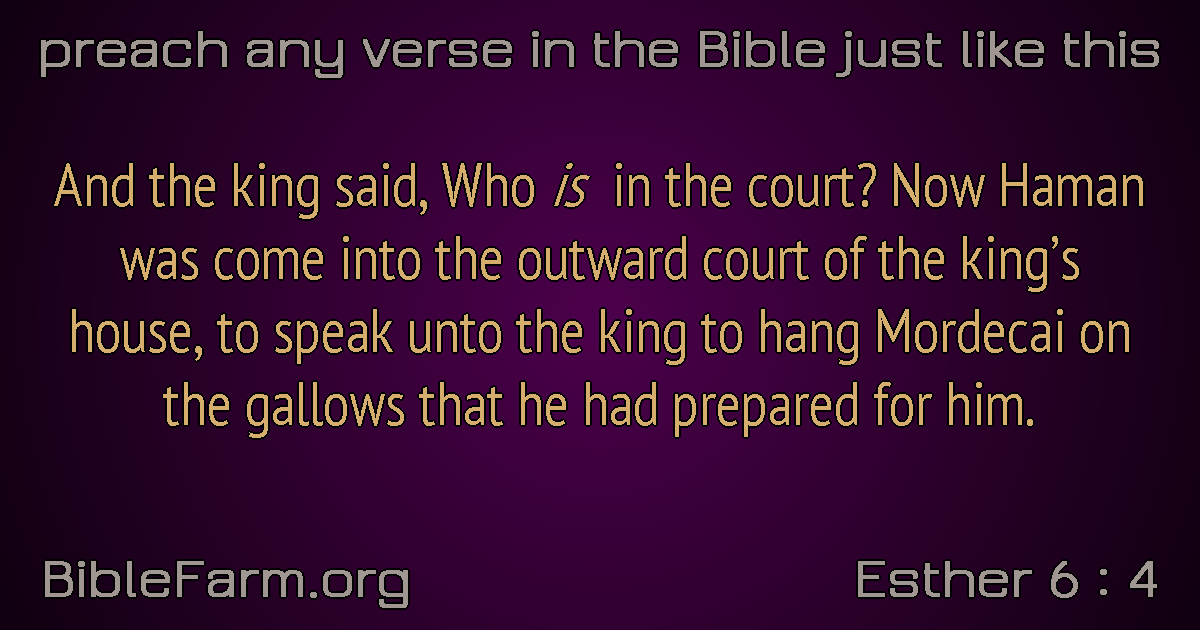 preach any verse in the Bible just like this
And the king said, Who is in the court? Now Haman
was come into the outward court of the king’s
house, to speak unto the king to hang Mordecai on
the gallows that he had prepared for him.
BibleFarm.org
Esther 6 : 4